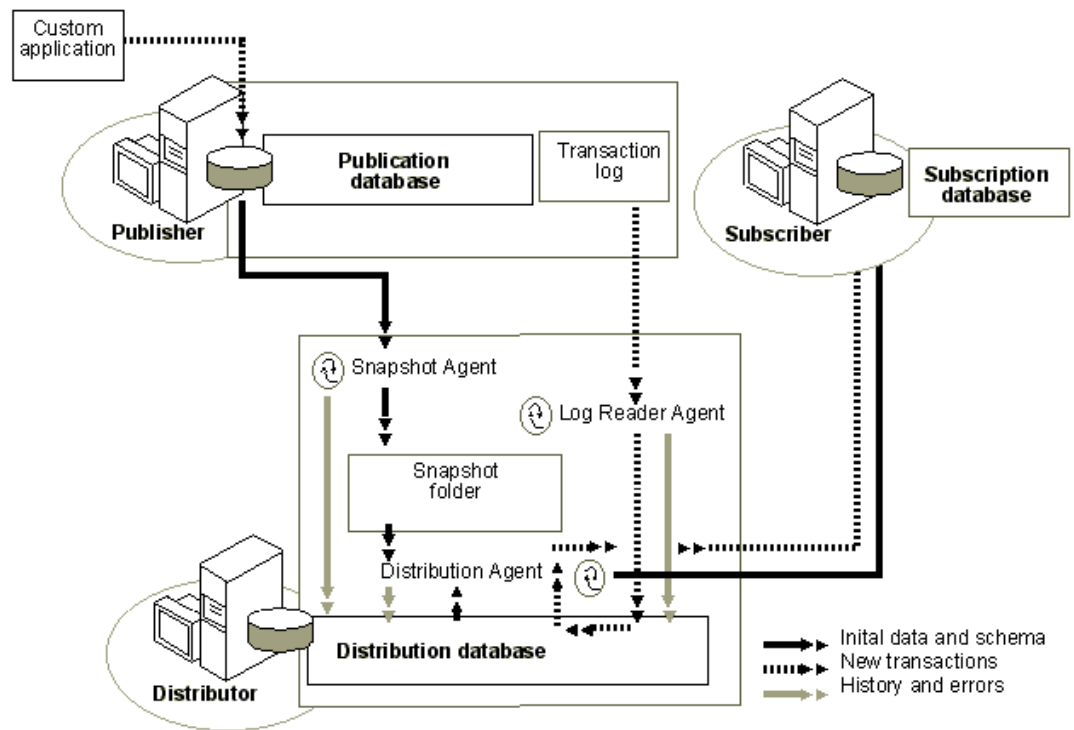 Custom
application
Publication
database
Transaction
log
Publisher
Subscription
database
Subscriber
Snapshot Agent
Log Reader Agent
Snapshot
folder
Distribution Agent
Distribution database
Distributor
Inital data and schema
New transactions
History and errors